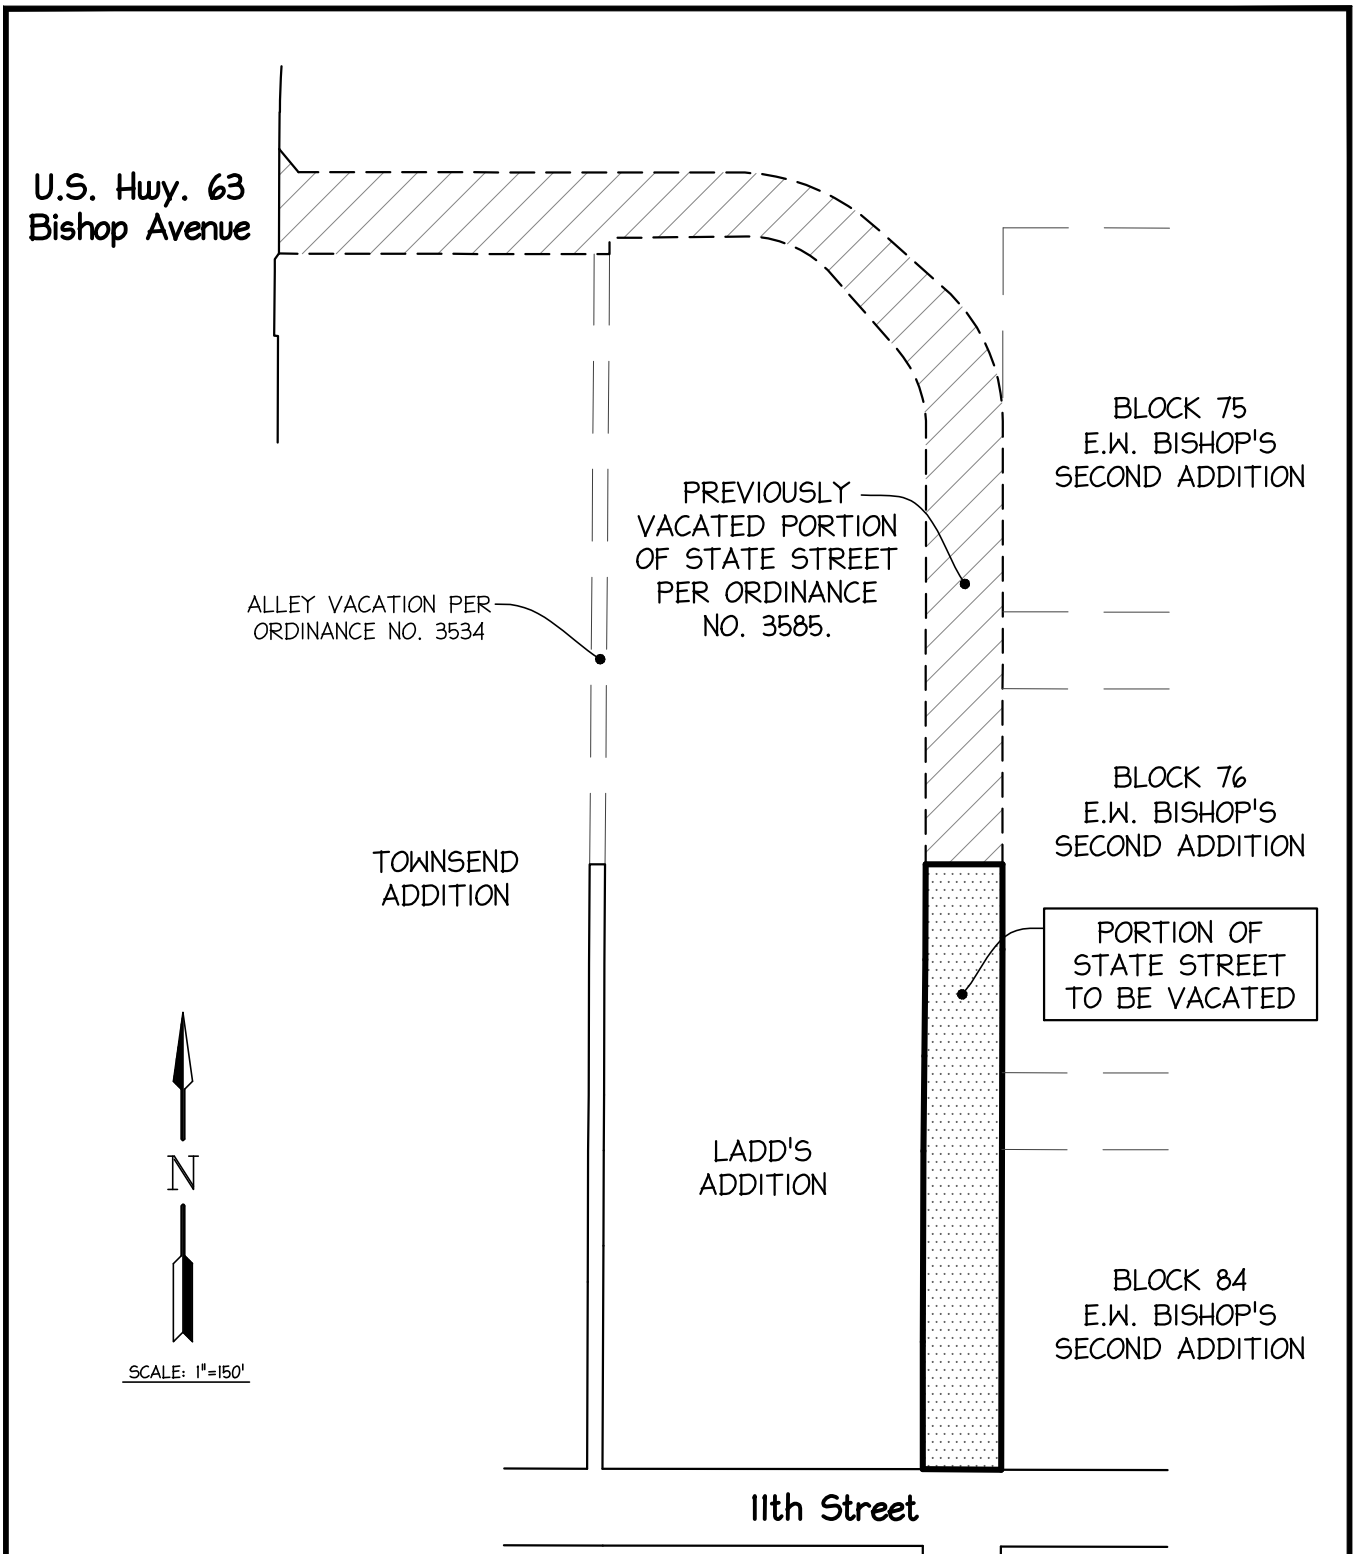 U.S. Hwy. 63
Bishop Avenue
BLOCK 75
E.W. BISHOP'S
SECOND ADDITION
PREVIOUSLY
VACATED PORTION
OF STATE STREET
PER ORDINANCE
NO. 3585.
ALLEY VACATION PER
ORDINANCE NO. 3534
BLOCK 76
E.W. BISHOP'S
SECOND ADDITION
TOWNSEND
ADDITION
PORTION OF
STATE STREET
TO BE VACATED
N
LADD'S
ADDITION
BLOCK 84
E.W. BISHOP'S
SECOND ADDITION
SCALE: 1"=150'
11th Street